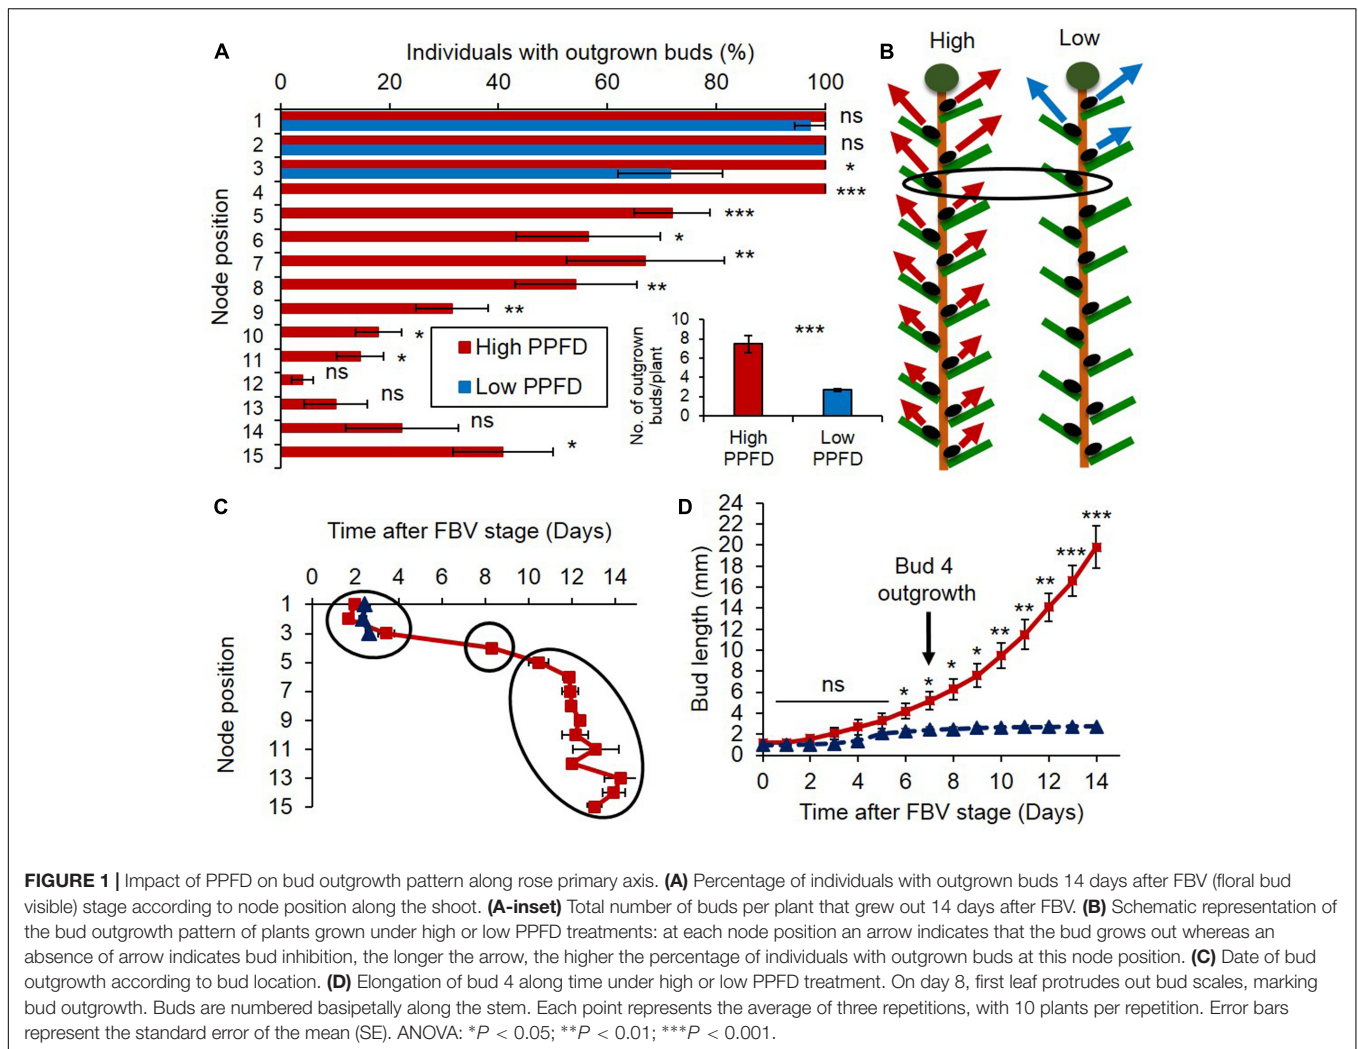 A
Individuals with outgrown buds (%)
0 20 40 60 80 100
Node position
1 ns
2 ns
3 *
4 ***
5 ***
6 *
7 **
8 **
9 **
10 *
11 *
12 ns
13 ns
14 ns
15 *
High PPFD
Low PPFD
No. of outgrown
buds/plant
10
8
6
4
2
0
***
High
PPFD
Low
PPFD
B
High Low
C
Time after FBV stage (Days)
0 2 4 6 8 10 12 14
Node position
1
3
5
7
9
11
13
15
D
Bud length (mm)
24
22
20
18
16
14
12
10
8
6
4
2
0
Bud 4
outgrowth
ns
* * * * ** ** ** *** ***
0 2 4 6 8 10 12 14
Time after FBV stage (Days)
FIGURE 1 | Impact of PPFD on bud outgrowth pattern along rose primary axis. (A) Percentage of individuals with outgrown buds 14 days after FBV (floral bud
visible) stage according to node position along the shoot. (A-inset) Total number of buds per plant that grew out 14 days after FBV. (B) Schematic representation of
the bud outgrowth pattern of plants grown under high or low PPFD treatments: at each node position an arrow indicates that the bud grows out whereas an
absence of arrow indicates bud inhibition, the longer the arrow, the higher the percentage of individuals with outgrown buds at this node position. (C) Date of bud
outgrowth according to bud location. (D) Elongation of bud 4 along time under high or low PPFD treatment. On day 8, first leaf protrudes out bud scales, marking
bud outgrowth. Buds are numbered basipetally along the stem. Each point represents the average of three repetitions, with 10 plants per repetition. Error bars
represent the standard error of the mean (SE). ANOVA: *P < 0.05; **P < 0.01; ***P < 0.001.